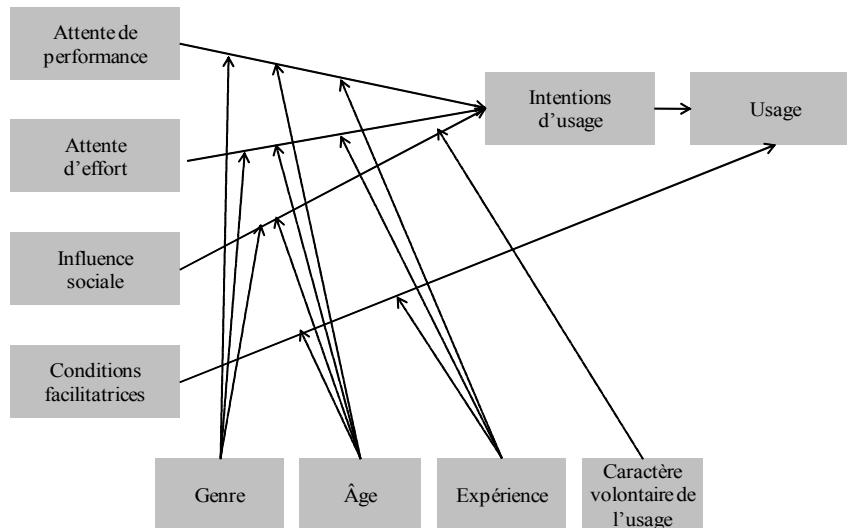 Attente de
performance
Attente
d'effort
Influence
sociale
Conditions
facilitatrices
Intentions
d'usage
Usage
Genre
Âge
Expérience
Caractère
volontaire de
l'usage